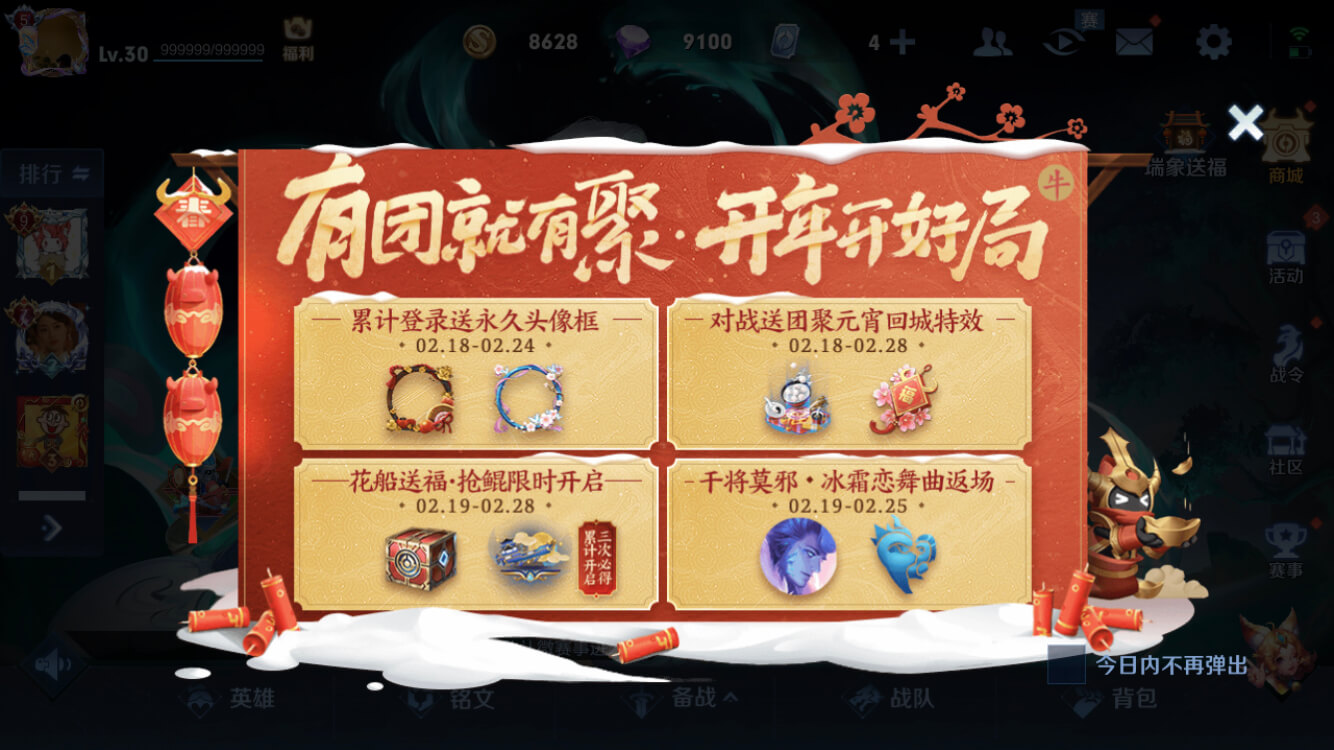 5
Lv.30
999999/999999
福利
8628
9100
4
赛
瑞象送福
商城
排行
春
牛
有团就有聚·开年开好局
9
1
累计登录送永久头像框
02.18-02.24
对战送团聚元宵回城特效
02.18-02.28
福
花船送福·抢鲲限时开启
02.19-02.28
三次必得
累计开启
干将莫邪·冰霜恋舞曲返场
02.19-02.25
3
活动
战令
社区
赛事
今日内不再弹出
英雄
铭文
备战
战队
背包